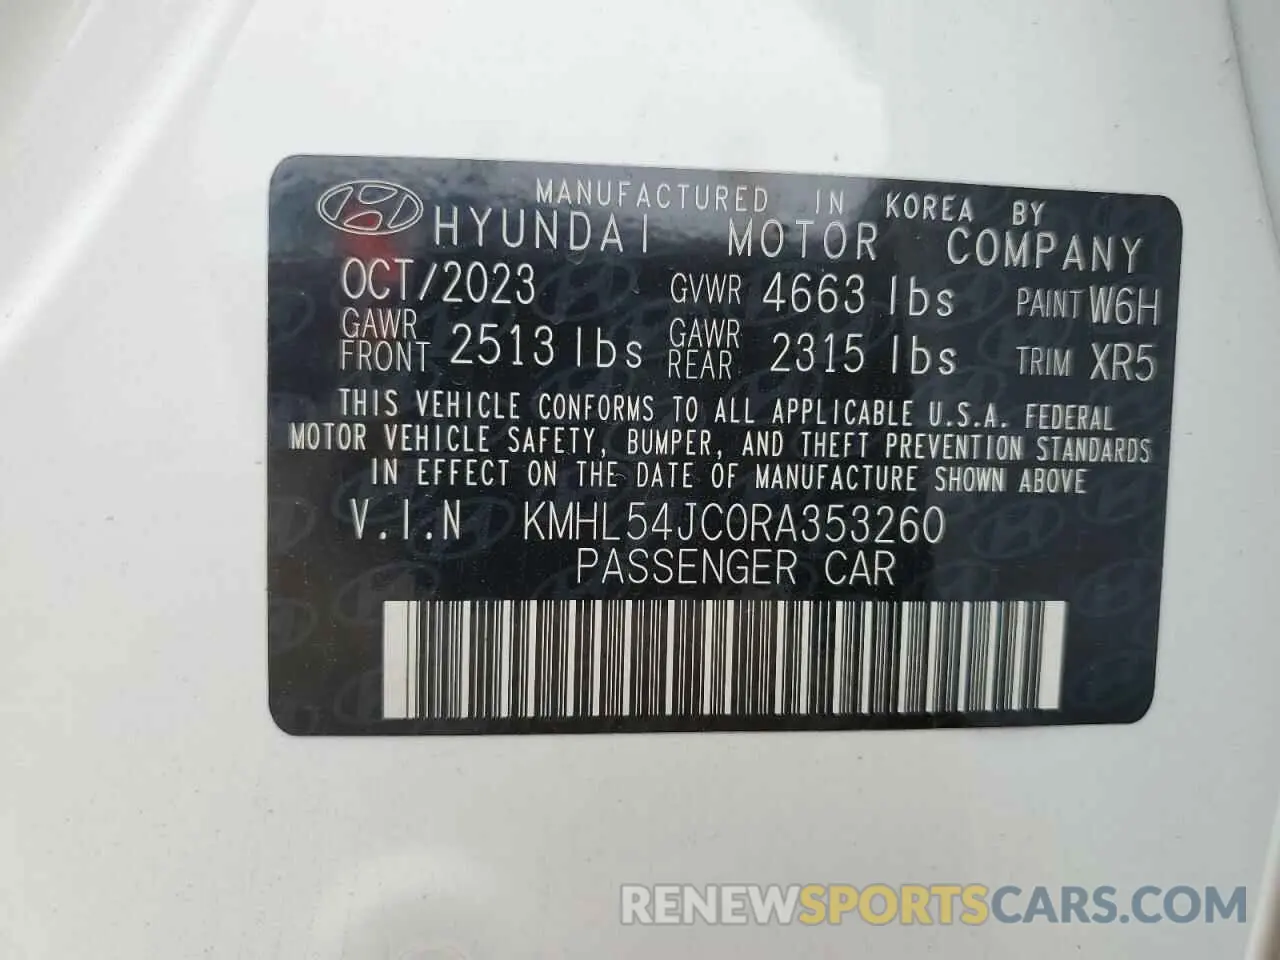 MANUFACTURED IN KOREA BY
HYUNDAI MOTOR COMPANY
OCT/2023 GVWR 4663 lbs PAINT W6H
GAWR FRONT 2513 lbs GAWR REAR 2315 lbs TRIM XR5
THIS VEHICLE CONFORMS TO ALL APPLICABLE U.S.A. FEDERAL
MOTOR VEHICLE SAFETY, BUMPER, AND THEFT PREVENTION STANDARDS
IN EFFECT ON THE DATE OF MANUFACTURE SHOWN ABOVE
V.I.N KMHL54JC0RA353260
PASSENGER CAR
RENEWSPORTSCARS.COM